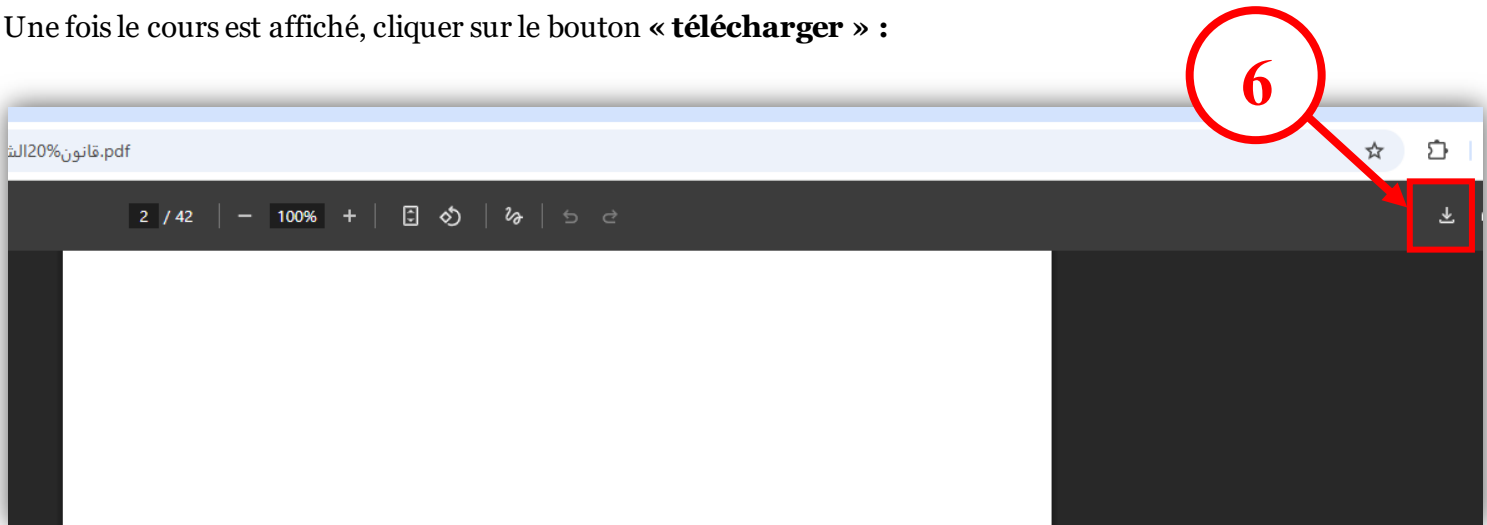 Une fois le cours est affiché, cliquer sur le bouton « télécharger » :
6
قانون%20الش.pdf
2 / 42 100%